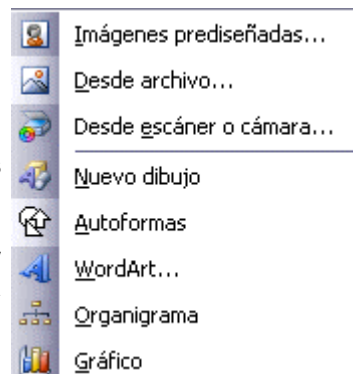 Imágenes prediseñadas...
Desde archivo...
Desde escáner o cámara...
Nuevo dibujo
Autoformas
WordArt...
Organigrama
Gráfico